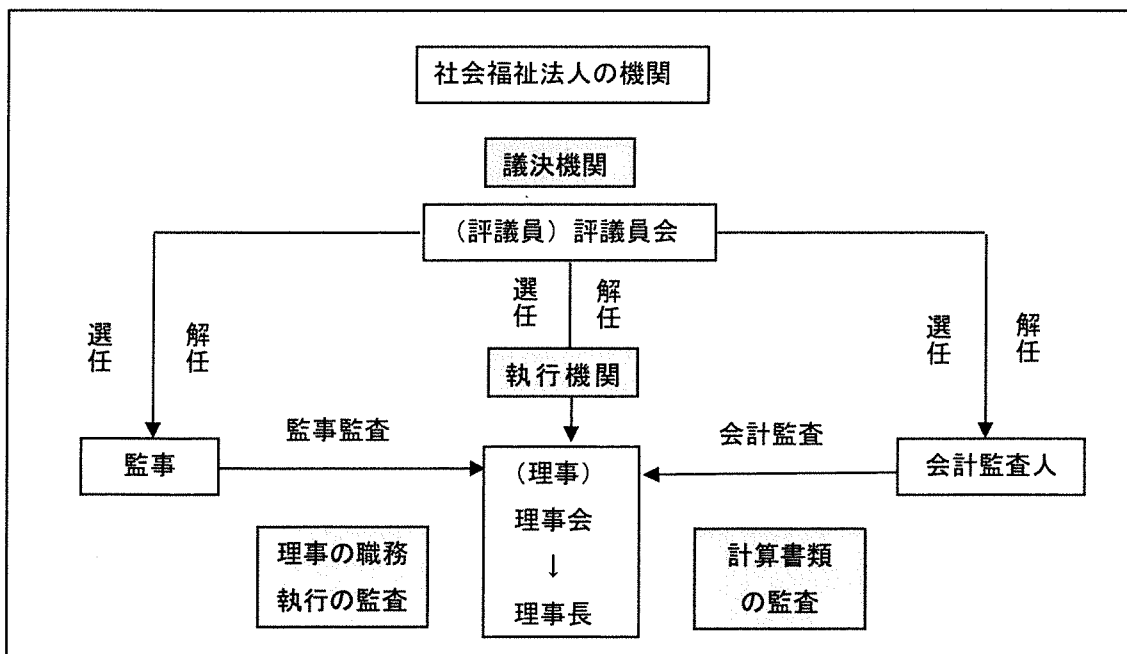 社会福祉法人の機関
議決機関
（評議員）評議員会
選任
解任
選任
解任
選任
解任
執行機関
監事監査
会計監査
監事
（理事）
会計監査人
理事会
↓
理事長
理事の職務
執行の監査
計算書類
の監査